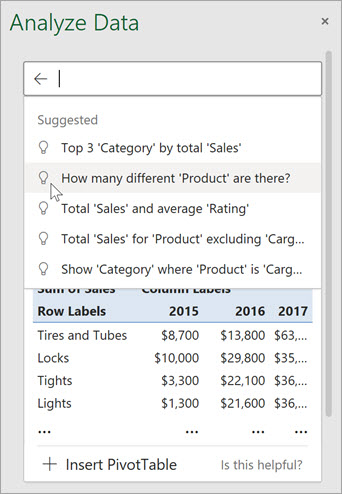 Analyze Data
Suggested
Top 3 'Category' by total 'Sales'
How many different 'Product' are there?
Total 'Sales' and average 'Rating'
Total 'Sales' for 'Product' excluding 'Carg...
Show 'Category' where 'Product' is 'Carg...
Sum of Sales Column Labels
Row Labels 2015 2016 2017
Tires and Tubes $8,700 $13,800 $63,...
Locks $10,000 $29,800 $35,...
Tights $3,300 $22,100 $36,...
Lights $1,300 $21,600 $36,...
... ... ... ...
Insert PivotTable Is this helpful?